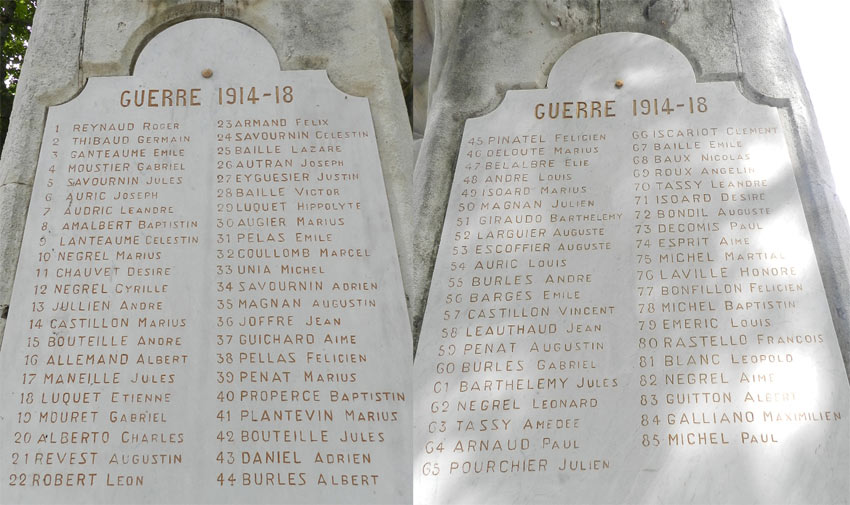 GUERRE 1914-18
1 REYNAUD ROGER
2 THIBAUD GERMAIN
3 GANTEAUME EMILE
4 MOUSTIER GABRIEL
5 SAVOURNIN JULES
6 AURIC JOSEPH
7 AUDRIC LEANDRE
8 AMALBERT BAPTISTIN
9 LANTEAUME CELESTIN
10 NEGREL MARIUS
11 CHAUVET DESIRE
12 NEGREL CYRILLE
13 JULLIEN ANDRE
14 CASTILLON MARIUS
15 BOUTEILLE ANDRE
16 ALLEMAND ALBERT
17 MANEILLE JULES
18 LUQUET ETIENNE
19 MOURET GABRIEL
20 ALBERTO CHARLES
21 REVEST AUGUSTIN
22 ROBERT LEON
23 ARMAND FELIX
24 SAVOURNIN CELESTIN
25 BAILLE LAZARE
26 AUTRAN JOSEPH
27 EYGUESIER JUSTIN
28 BAILLE VICTOR
29 LUQUET HIPPOLYTE
30 AUGIER MARIUS
31 PELAS EMILE
32 COULLOMB MARCEL
33 UNIA MICHEL
34 SAVOURNIN ADRIEN
35 MAGNAN AUGUSTIN
36 JOFFRE JEAN
37 GUICHARD AIME
38 PELLAS FELICIEN
39 PENAT MARIUS
40 PROPERCE BAPTISTIN
41 PLANTEVIN MARIUS
42 BOUTEILLE JULES
43 DANIEL ADRIEN
44 BURLES ALBERT
GUERRE 1914-18
45 PINATEL FELICIEN
46 DELOUTE MARIUS
47 BELALBRE ELIE
48 ANDRE LOUIS
49 ISOARD MARIUS
50 MAGNAN JULIEN
51 GIRAUDO BARTHELEMY
52 LARGUIER AUGUSTE
53 ESCOFFIER AUGUSTE
54 AURIC LOUIS
55 BURLES ANDRE
56 BARGES EMILE
57 CASTILLON VINCENT
58 LEAUTHAUD JEAN
59 PENAT AUGUSTIN
60 BURLES GABRIEL
61 BARTHELEMY JULES
62 NEGREL LEONARD
63 TASSY AMEDEE
64 ARNAUD PAUL
65 POURCHIER JULIEN
66 ISCARIOT CLEMENT
67 BAILLE EMILE
68 BAUX NICOLAS
69 ROUX ANGELIN
70 TASSY LEANDRE
71 ISOARD DESIRE
72 BONDIL AUGUSTE
73 DECOMIS PAUL
74 ESPRIT AIME
75 MICHEL MARTIAL
76 LAVILLE HONORE
77 BONFILLON FELICIEN
78 MICHEL BAPTISTIN
79 EMERIC LOUIS
80 RASTELLO FRANCOIS
81 BLANC LEOPOLD
82 NEGREL AIME
83 GUITTON ALBERT
84 GALLIANO MAXIMILIEN
85 MICHEL PAUL